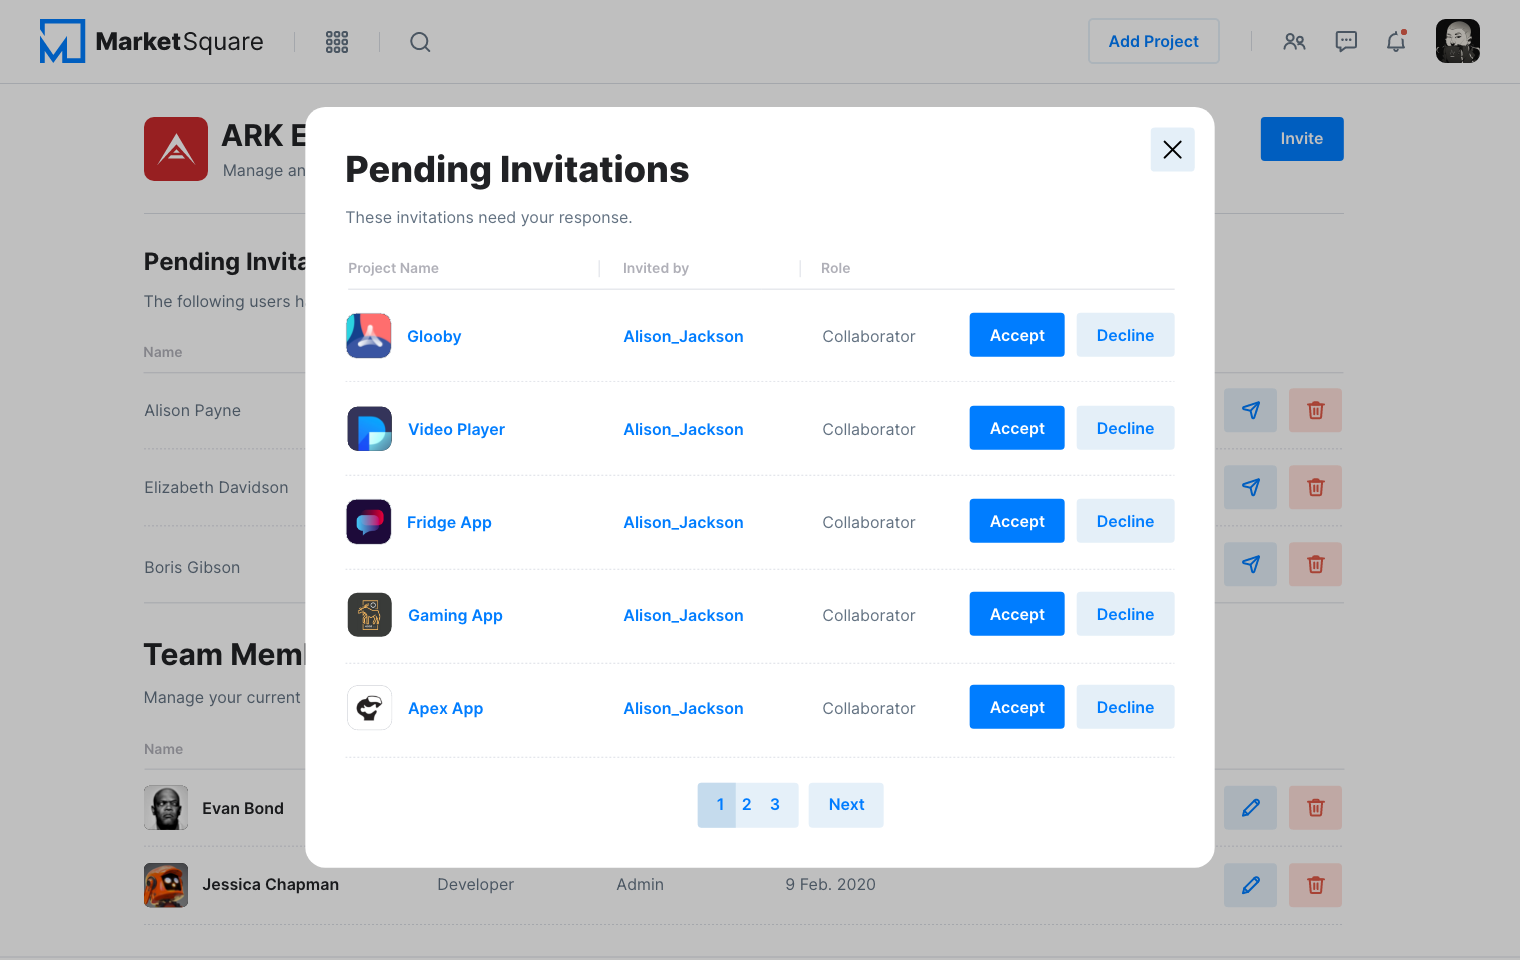 MarketSquare
Add Project
ARK E
Manage an
Invite
Pending Invita
The following users h
Name
Alison Payne
Elizabeth Davidson
Boris Gibson
Team Mem
Manage your current
Name
Evan Bond
Jessica Chapman Developer Admin 9 Feb. 2020
Pending Invitations
These invitations need your response.
Project Name Invited by Role
Glooby Alison_Jackson Collaborator Accept Decline
Video Player Alison_Jackson Collaborator Accept Decline
Fridge App Alison_Jackson Collaborator Accept Decline
Gaming App Alison_Jackson Collaborator Accept Decline
Apex App Alison_Jackson Collaborator Accept Decline
1 2 3 Next